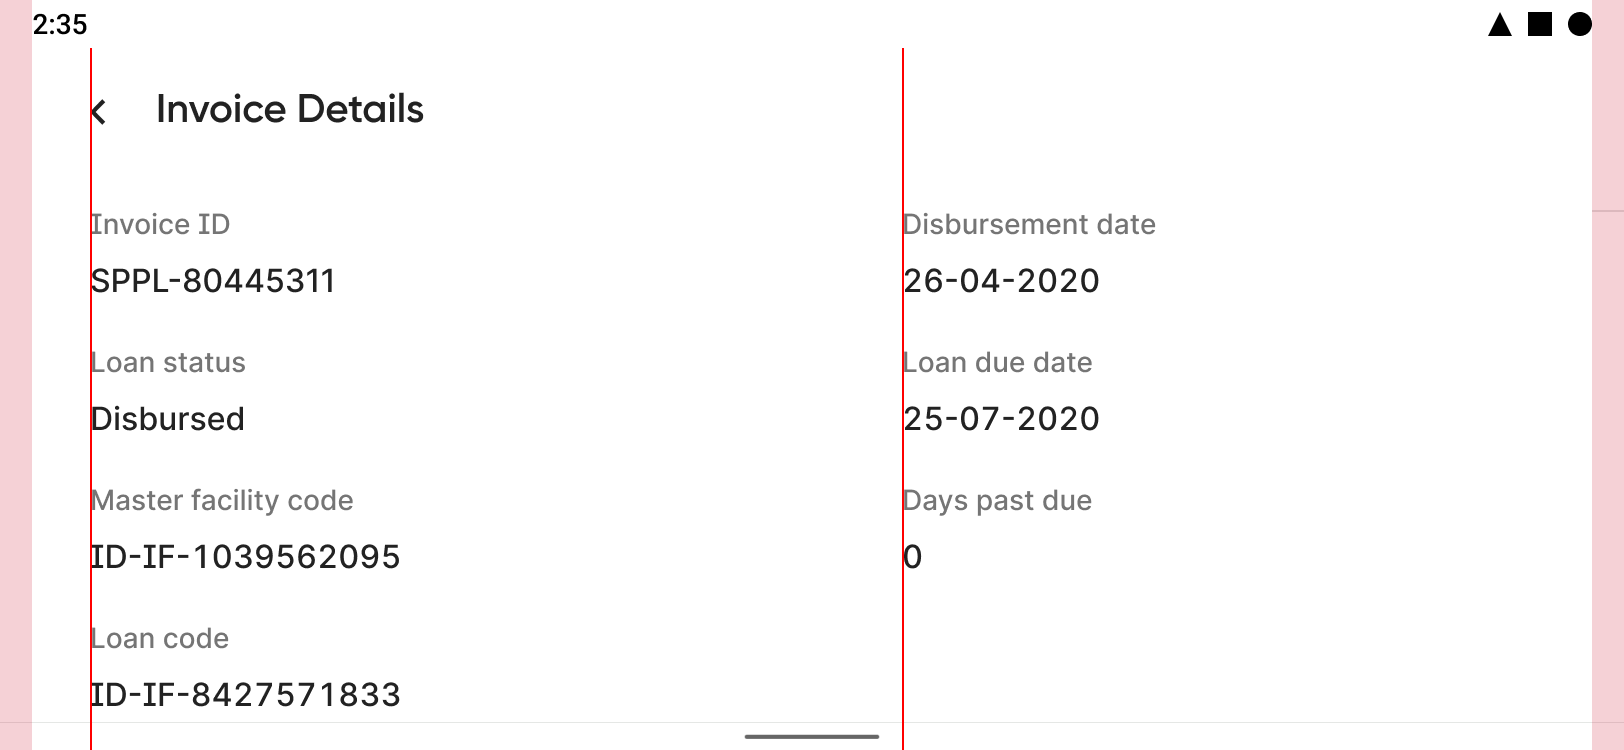 2:35
Invoice Details
Invoice ID
SPPL-80445311
Loan status
Disbursed
Master facility code
ID-IF-1039562095
Loan code
ID-IF-8427571833
Disbursement date
26-04-2020
Loan due date
25-07-2020
Days past due
0